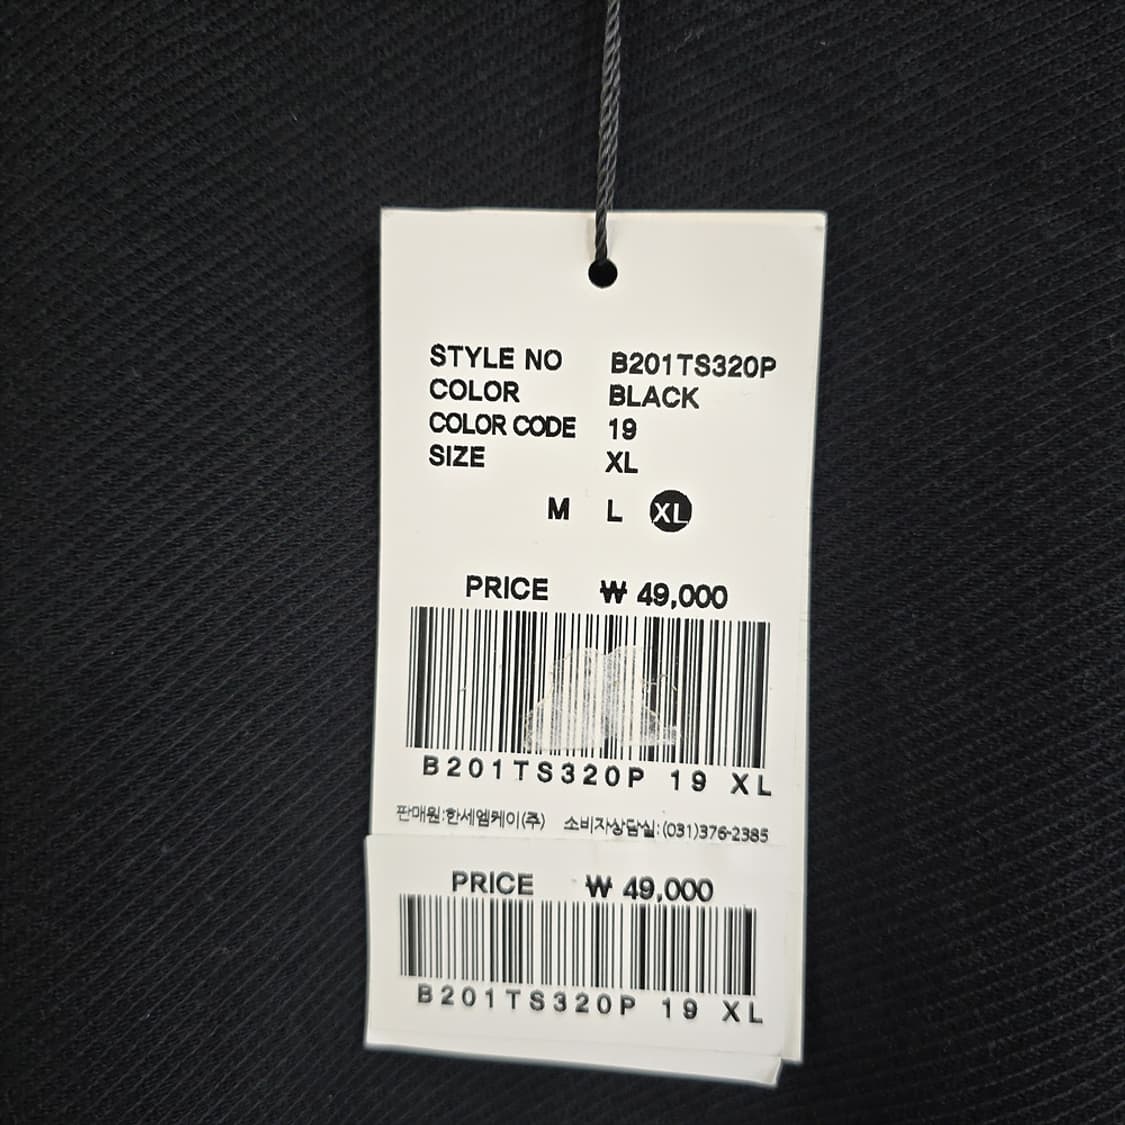 STYLE NO B201TS320P
COLOR BLACK
COLOR CODE 19
SIZE XL
M L XL
PRICE ₩ 49,000
B201TS320P 19 XL
판매원:한세엠케이(주) 소비자상담실:(031)376-2385
PRICE ₩ 49,000
B201TS320P 19 XL